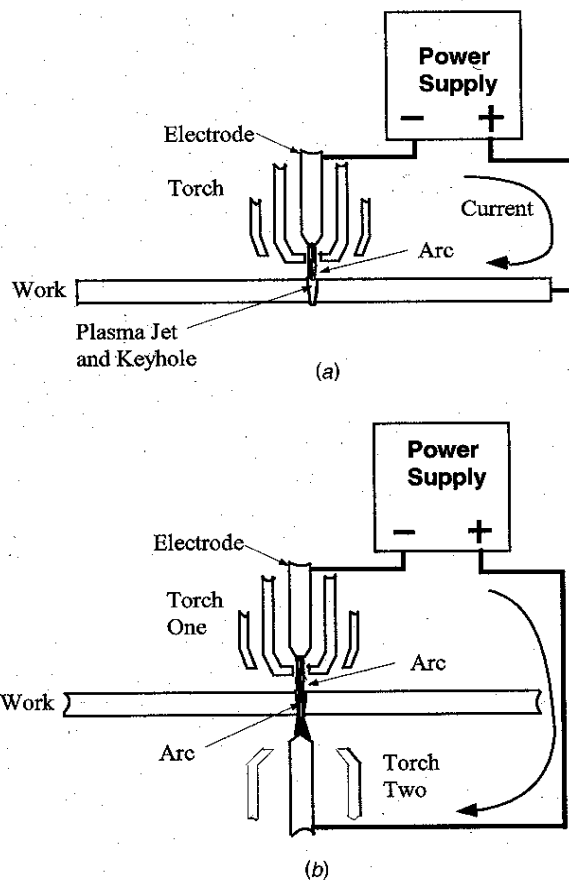 Power
Supply
− +
Electrode
Torch
Current
Arc
Work
Plasma Jet
and Keyhole
(a)
Power
Supply
− +
Electrode
Torch
One
Arc
Work
Arc
Torch
Two
(b)